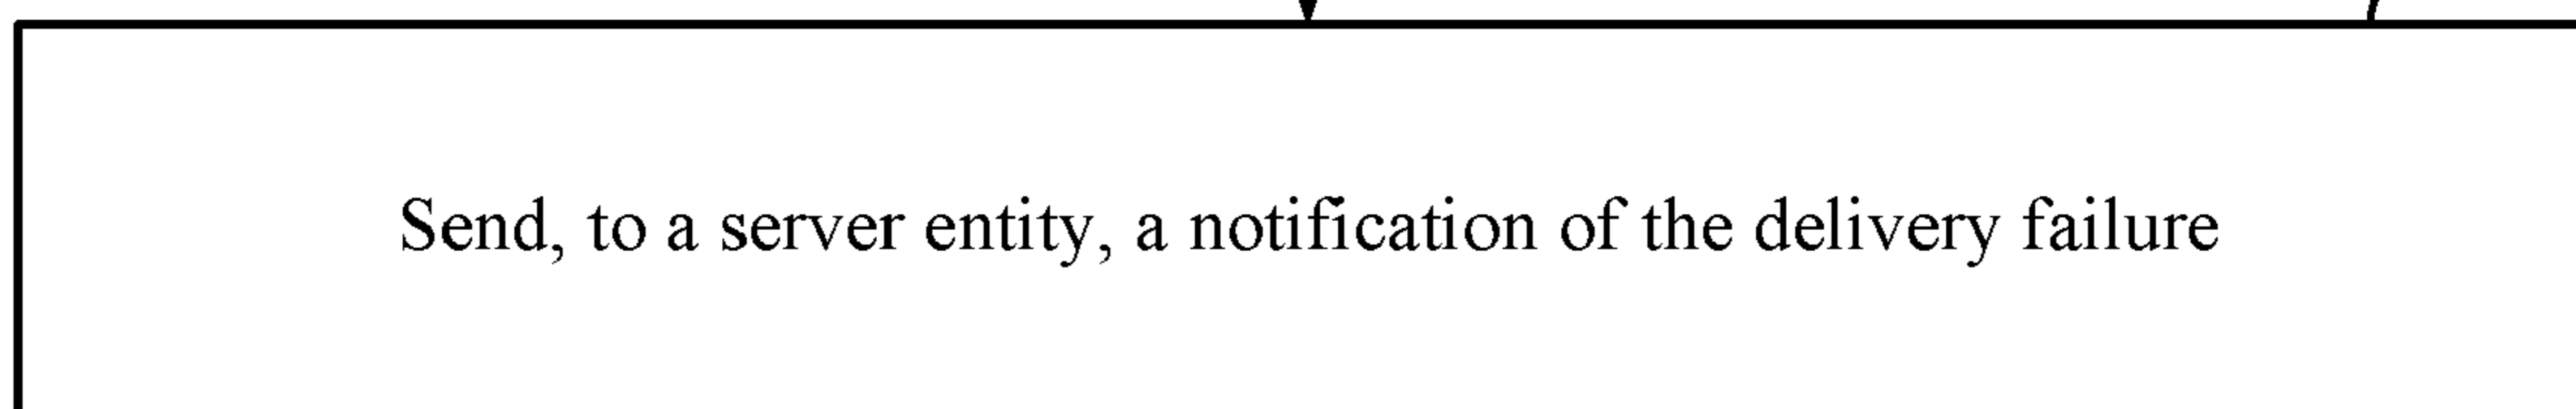 Send, to a server entity, a notification of the delivery failure